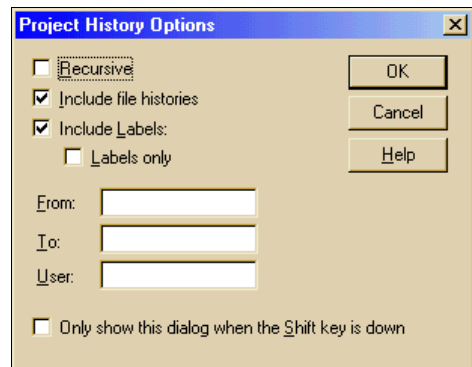 Project History Options
Recursive
OK
Include file histories
Cancel
Include Labels:
Labels only
Help
From:
To:
User:
Only show this dialog when the Shift key is down